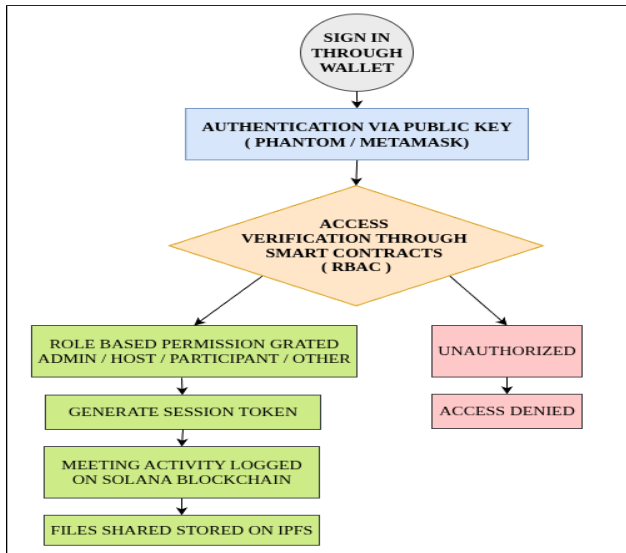 SIGN IN
THROUGH
WALLET
AUTHENTICATION VIA PUBLIC KEY
( PHANTOM / METAMASK)
ACCESS
VERIFICATION THROUGH
SMART CONTRACTS
( RBAC )
ROLE BASED PERMISSION GRATED
ADMIN / HOST / PARTICIPANT / OTHER
GENERATE SESSION TOKEN
MEETING ACTIVITY LOGGED
ON SOLANA BLOCKCHAIN
FILES SHARED STORED ON IPFS
UNAUTHORIZED
ACCESS DENIED